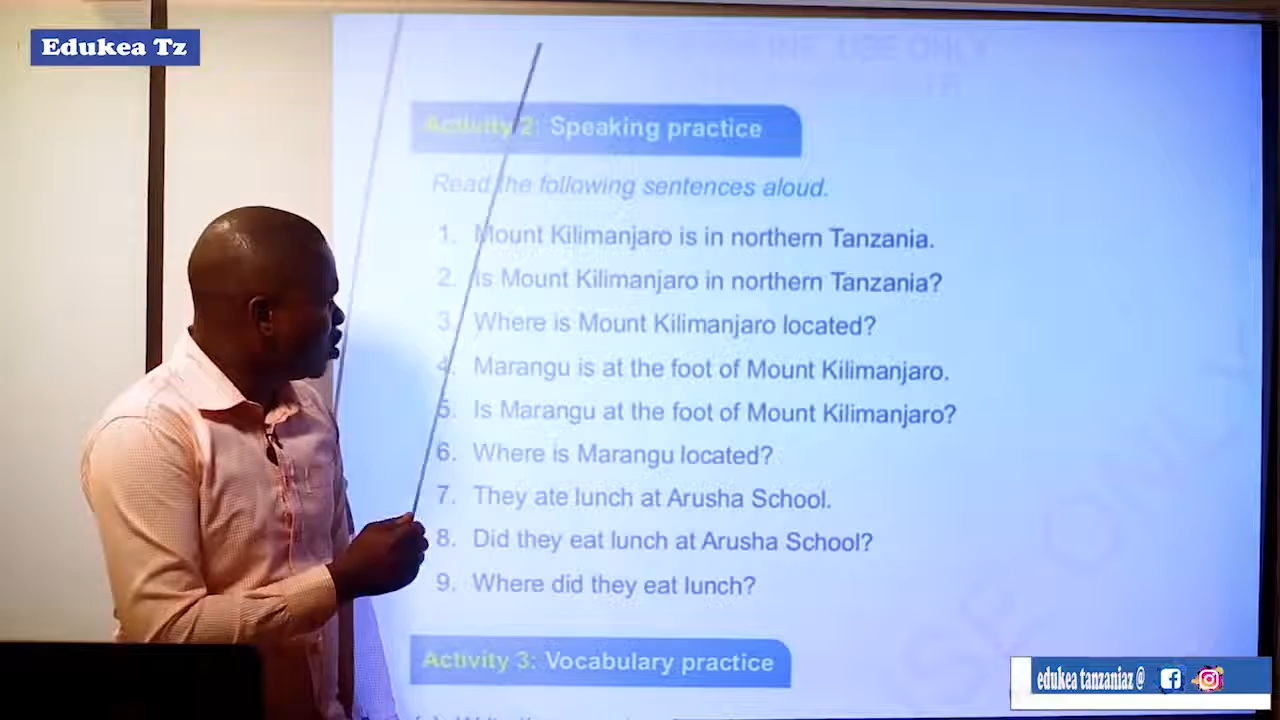 Edukea Tz
Activity 2: Speaking practice
Read the following sentences aloud.
1. Mount Kilimanjaro is in northern Tanzania.
2. Is Mount Kilimanjaro in northern Tanzania?
3. Where is Mount Kilimanjaro located?
4. Marangu is at the foot of Mount Kilimanjaro.
5. Is Marangu at the foot of Mount Kilimanjaro?
6. Where is Marangu located?
7. They ate lunch at Arusha School.
8. Did they eat lunch at Arusha School?
9. Where did they eat lunch?
Activity 3: Vocabulary practice
edukea tanzaniaz @